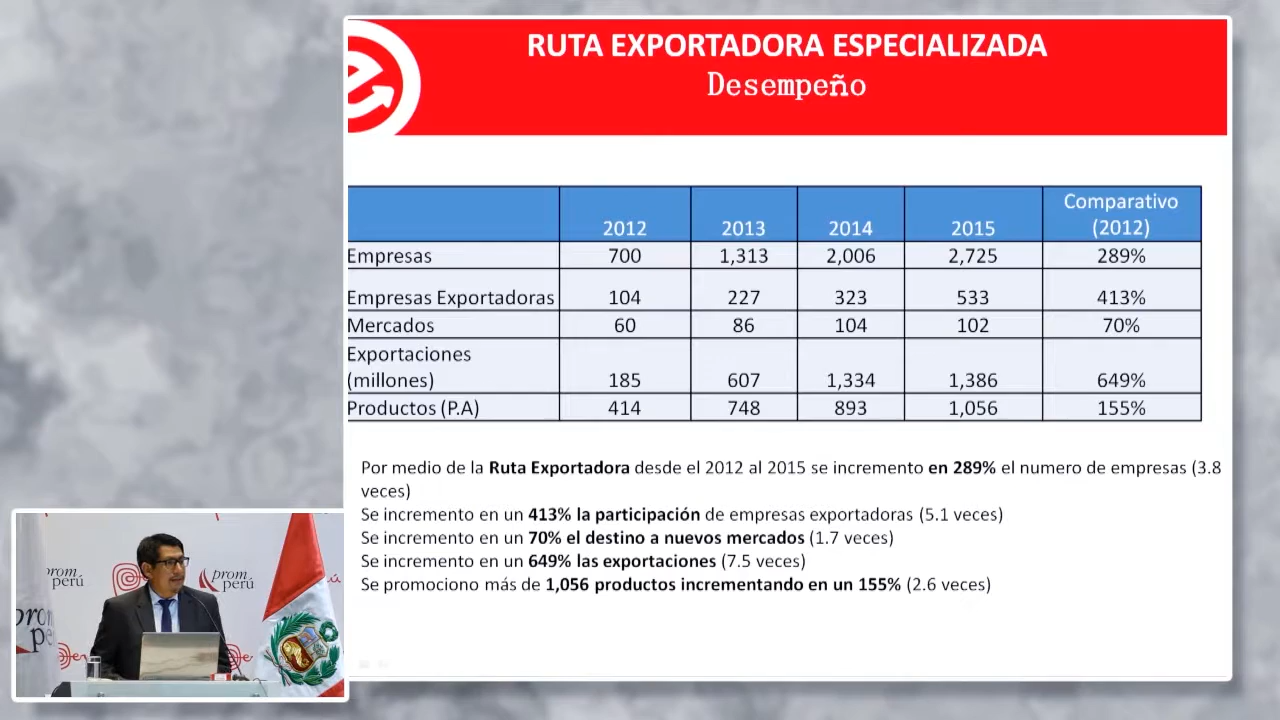 RUTA EXPORTADORA ESPECIALIZADA
Desempeño
2012 2013 2014 2015 Comparativo (2012)
Empresas 700 1,313 2,006 2,725 289%
Empresas Exportadoras 104 227 323 533 413%
Mercados 60 86 104 102 70%
Exportaciones
(millones) 185 607 1,334 1,386 649%
Productos (P.A) 414 748 893 1,056 155%
Por medio de la Ruta Exportadora desde el 2012 al 2015 se incremento en 289% el numero de empresas (3.8
veces)
Se incremento en un 413% la participación de empresas exportadoras (5.1 veces)
Se incremento en un 70% el destino a nuevos mercados (1.7 veces)
Se incremento en un 649% las exportaciones (7.5 veces)
Se promociono más de 1,056 productos incrementando en un 155% (2.6 veces)
prom
perú
prom
perú